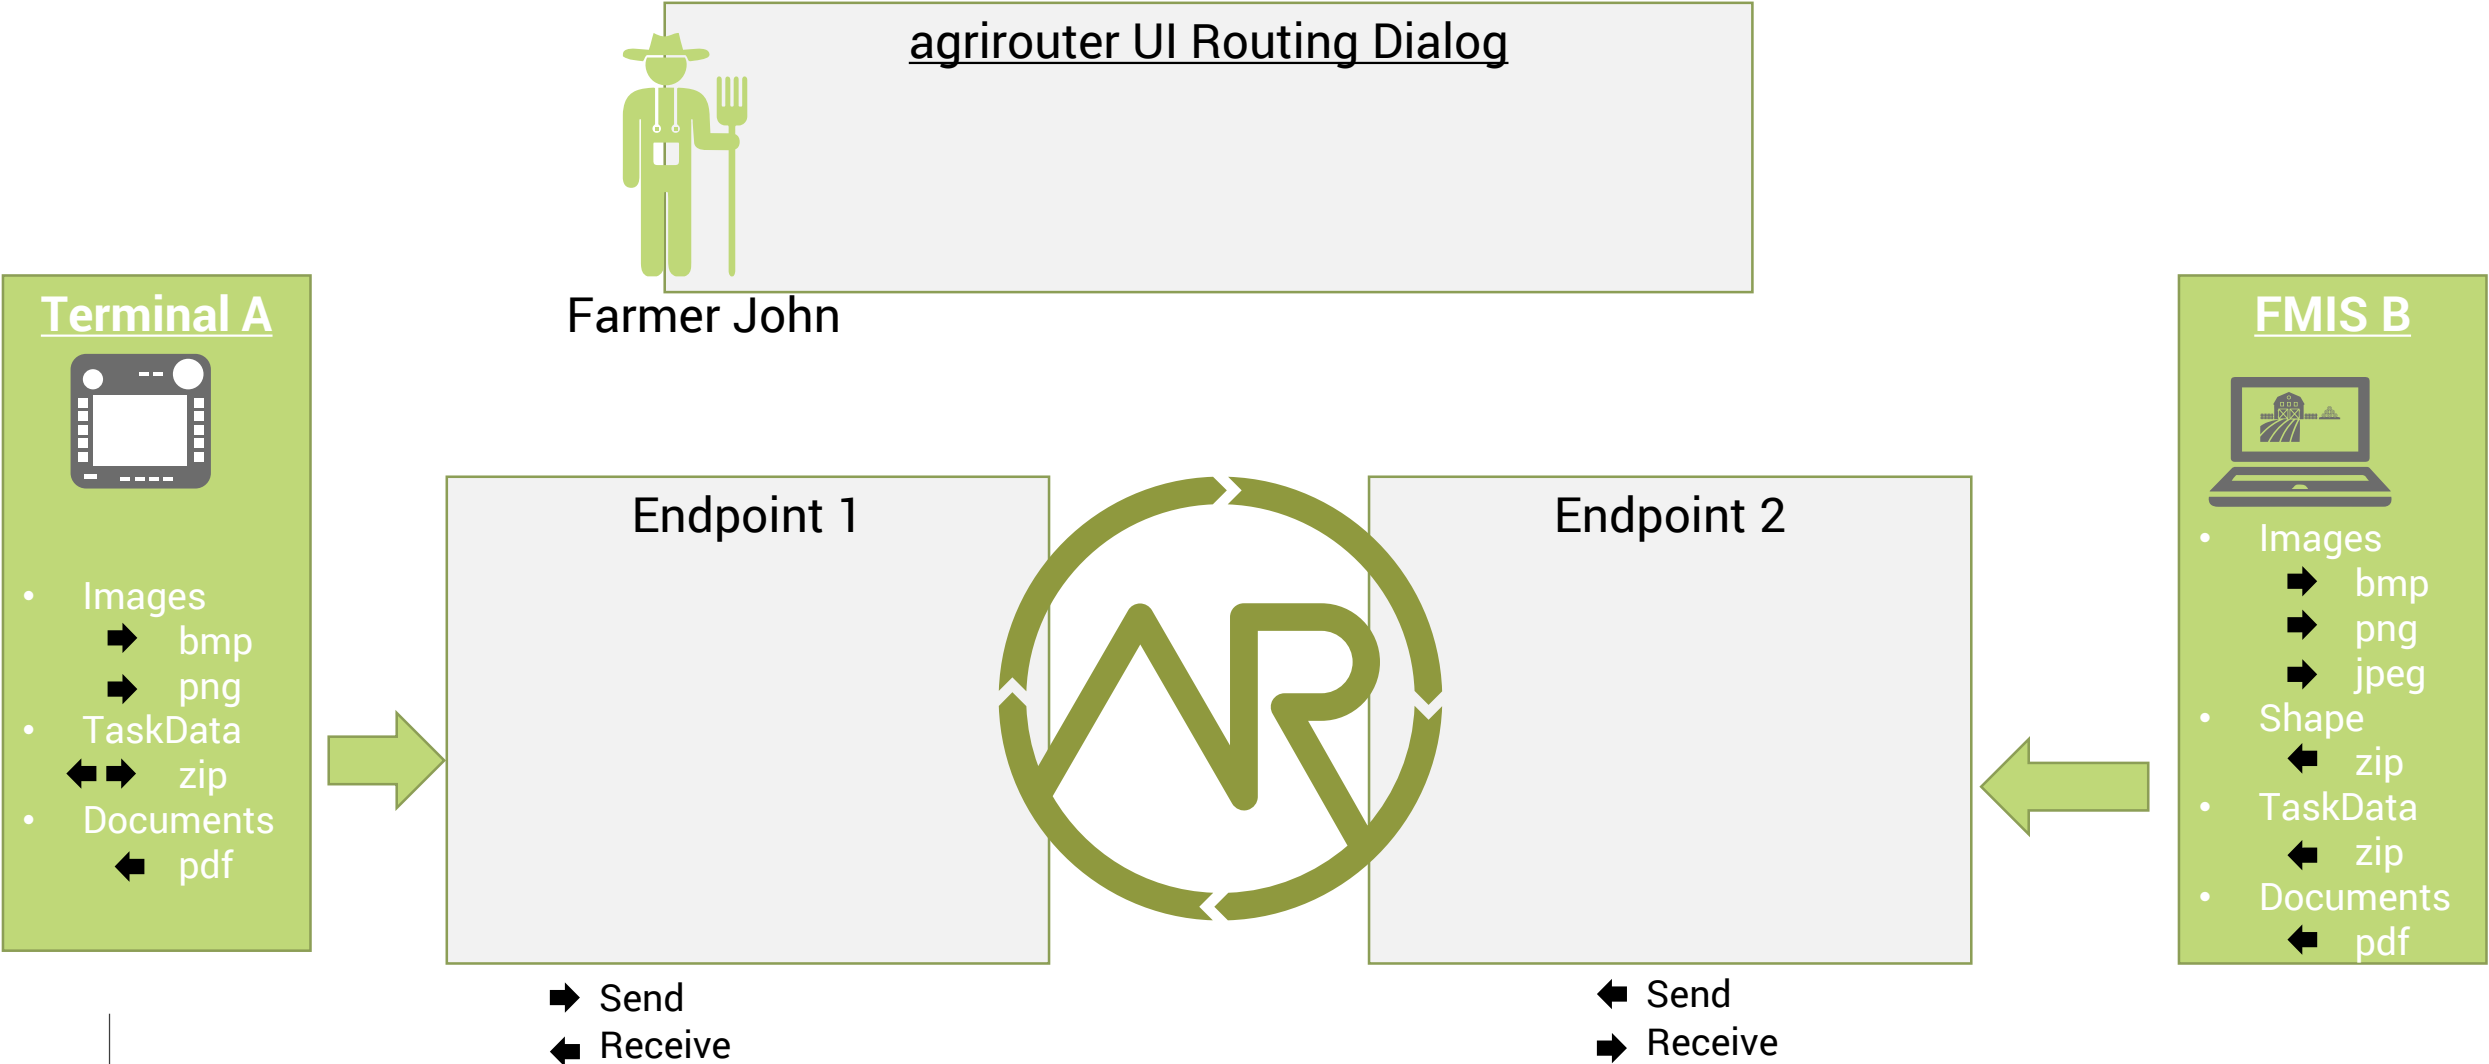 agrirouter UI Routing Dialog
Farmer John
Terminal A
• Images
bmp
png
• TaskData
zip
• Documents
pdf
Endpoint 1
Send
Receive
AR
Endpoint 2
Send
Receive
FMIS B
• Images
bmp
png
jpeg
• Shape
zip
• TaskData
zip
• Documents
pdf